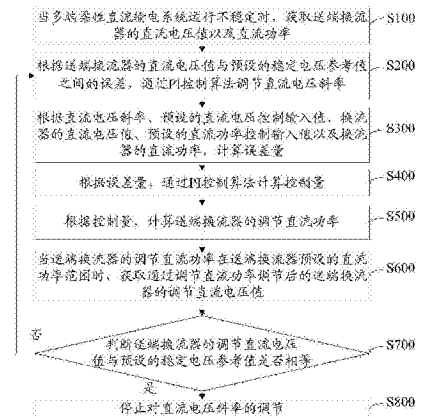 当多端柔性直流输电系统运行不稳定时，获取送端换流
器的直流电压值以及直流功率
S100
根据送端换流器的直流电压值与预设的稳定电压参考值
之间的误差，通过PI控制算法调节直流电压斜率
S200
根据直流电压斜率、预设的直流电压控制输入值、换流
器的直流电压值、预设的直流功率控制输入值以及换流
器的直流功率，计算误差量
S300
根据误差量，通过PI控制算法计算控制量
S400
根据控制量，计算送端换流器的调节直流功率
S500
当送端换流器的调节直流功率在送端换流器预设的直流
功率范围时，获取通过调节直流功率调节后的送端换流
器的调节直流电压值
S600
否
判断送端换流器的调节直流电压
值与预设的稳定电压参考值是否相等
S700
是
停止对直流电压斜率的调节
S800